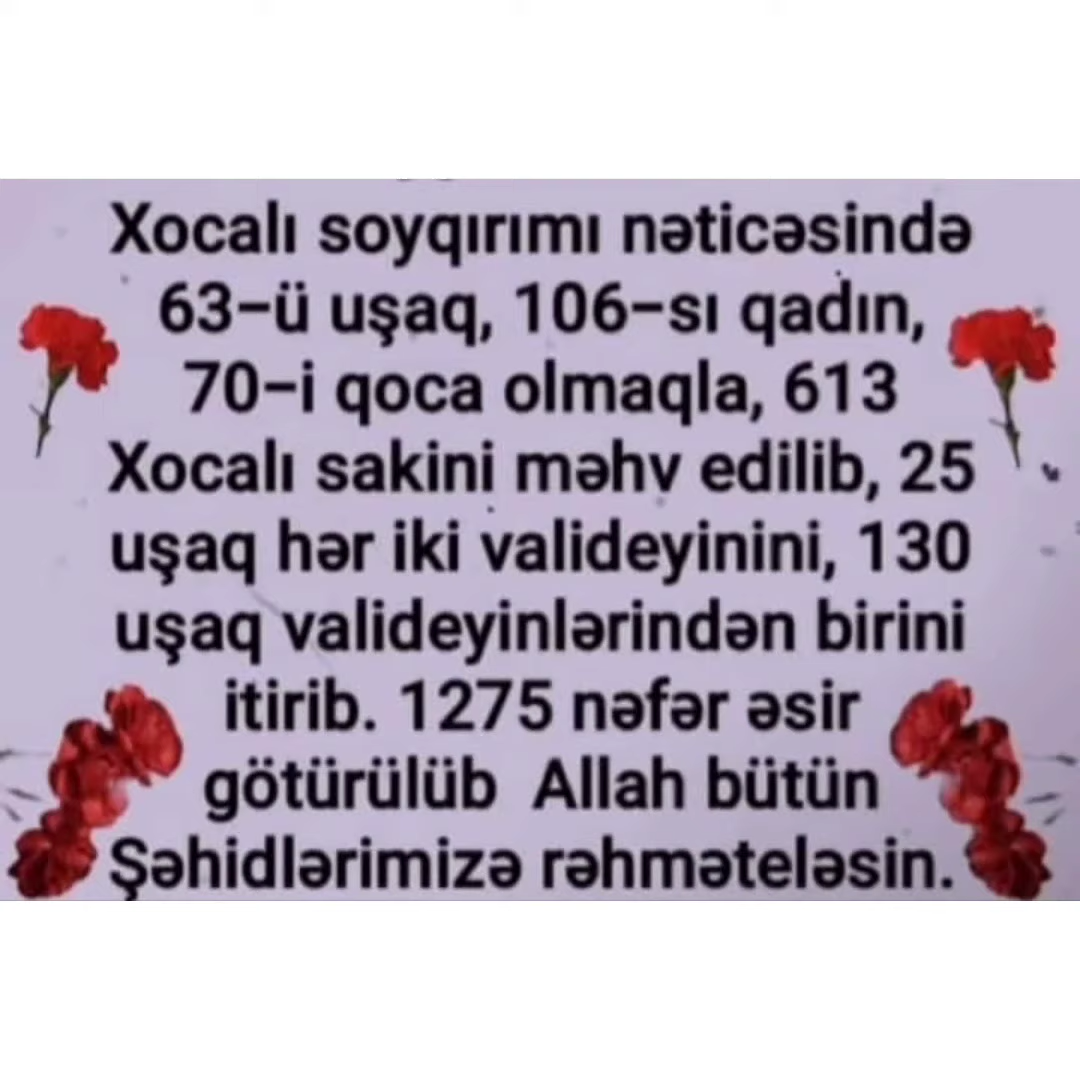 Xocalı soyqırımı nəticəsində
63-ü uşaq, 106-sı qadın,
70-i qoca olmaqla, 613
Xocalı sakini məhv edilib, 25
uşaq hər iki valideyinini, 130
uşaq valideyinlərindən birini
itirib. 1275 nəfər əsir
götürülüb Allah bütün
Şəhidlərimizə rəhməteləsin.